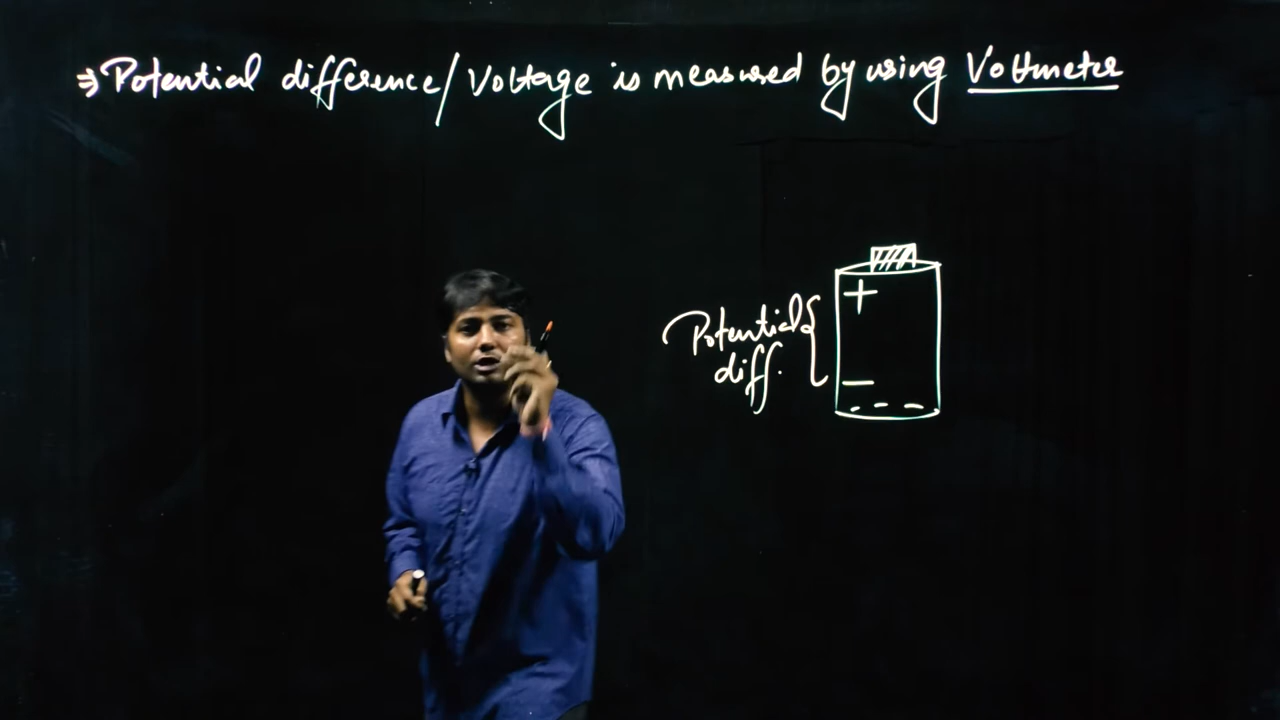 ⇒ Potential difference/Voltage is measured by using Voltmeter
+
Potential
diff.
−
- - -